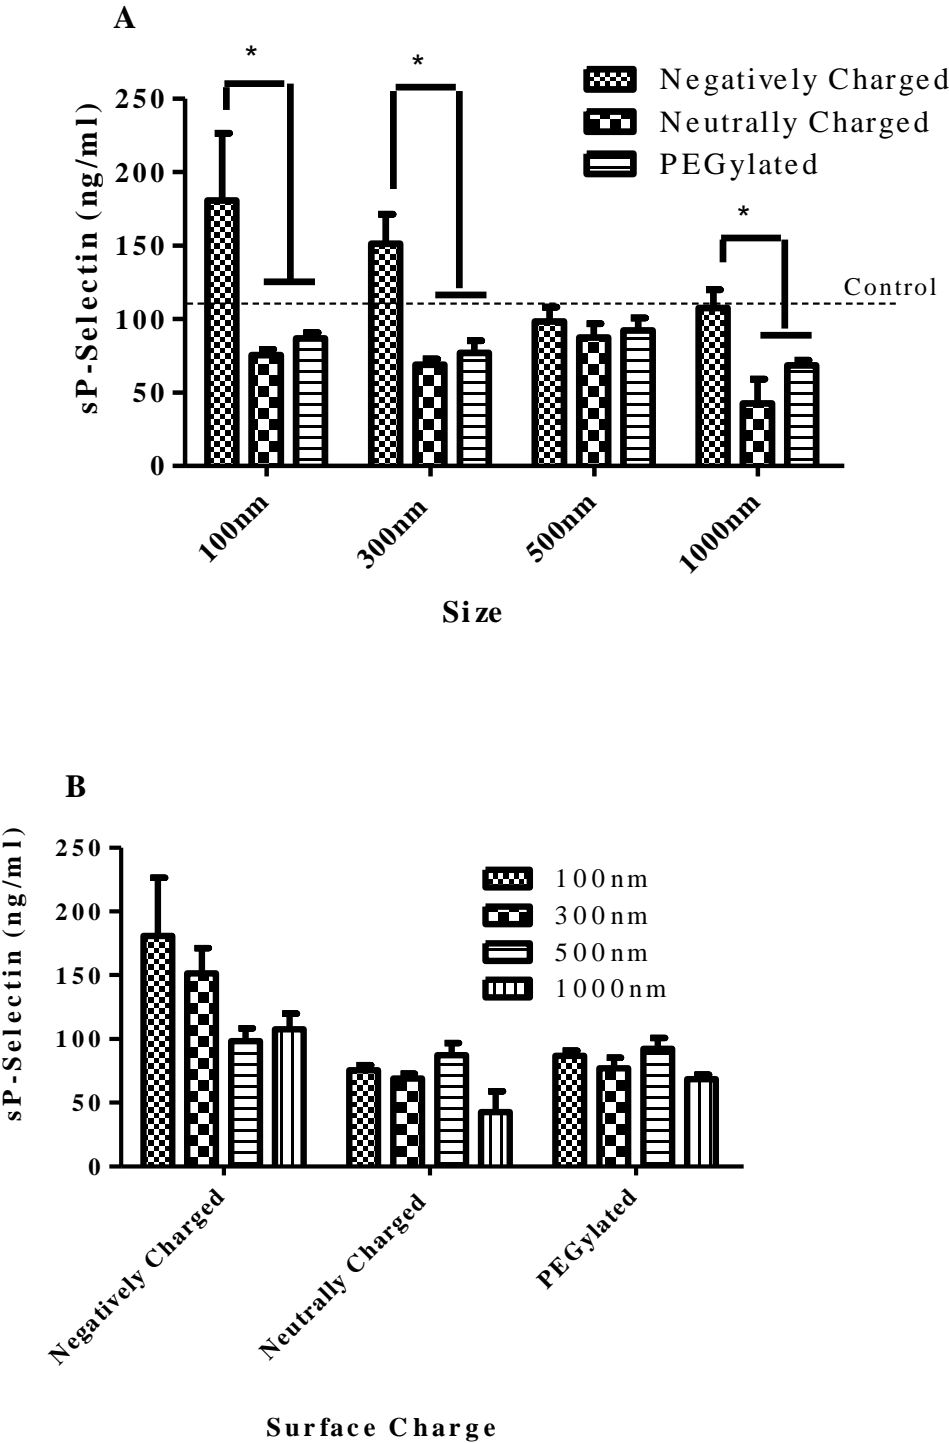 A
*
*
*
Negatively Charged
Neutrally Charged
PEGylated
Control
sP-Selectin (ng/ml)
250
200
150
100
50
0
100nm
300nm
500nm
1000nm
Size
B
sP-Selectin (ng/ml)
250
200
150
100
50
0
100nm
300nm
500nm
1000nm
Negatively Charged
Neutrally Charged
PEGylated
Surface Charge